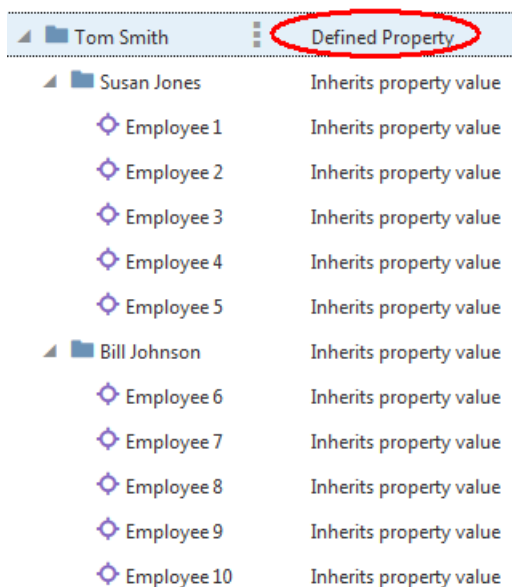 Tom Smith Defined Property
Susan Jones Inherits property value
Employee 1 Inherits property value
Employee 2 Inherits property value
Employee 3 Inherits property value
Employee 4 Inherits property value
Employee 5 Inherits property value
Bill Johnson Inherits property value
Employee 6 Inherits property value
Employee 7 Inherits property value
Employee 8 Inherits property value
Employee 9 Inherits property value
Employee 10 Inherits property value